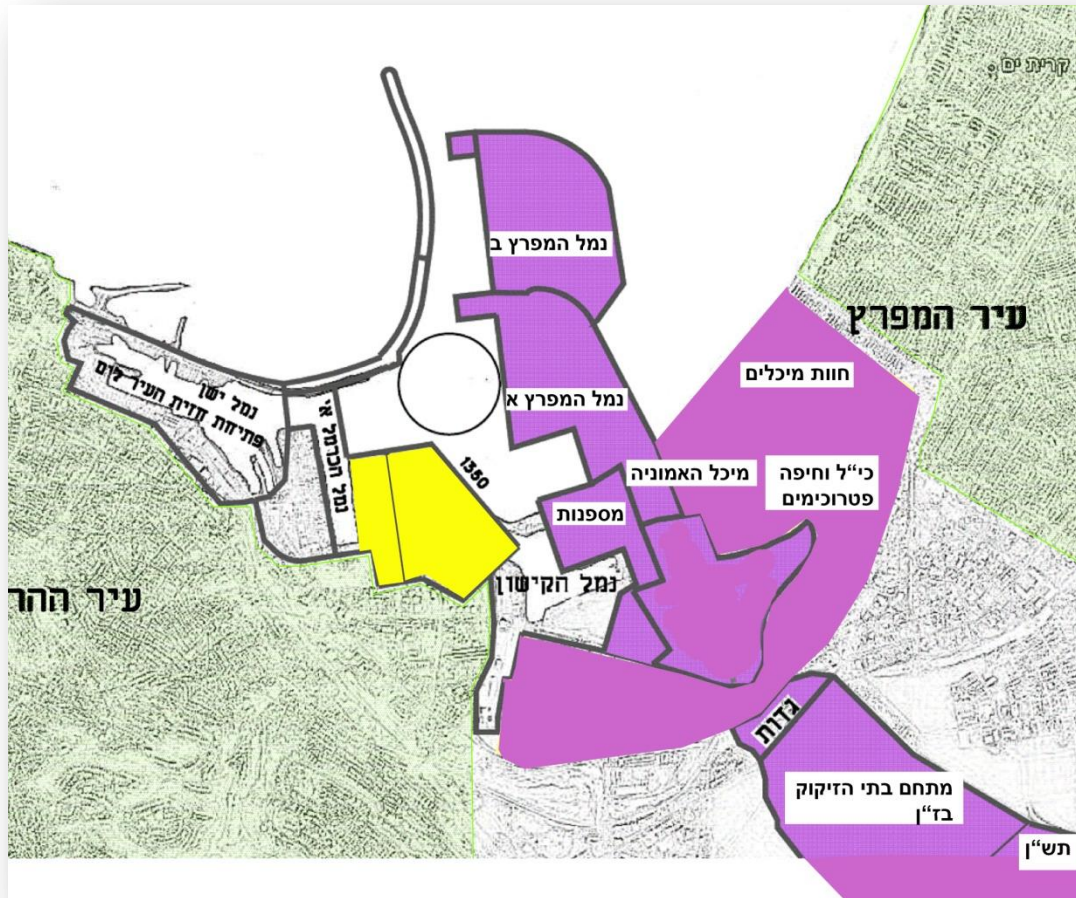 קרית ים
נמל המפרץ ב
עיר המפרץ
חוות מיכלים
נמל ישן
פתיחת חזית העיר לים
נמל הכרמל א׳
נמל המפרץ א
1350
מיכל האמוניה
כי״ל וחיפה
פטרוכימים
מספנות
נמל הקישון
עיר ההר
גדות
מתחם בתי הזיקוק
בז״ן
תש״ן